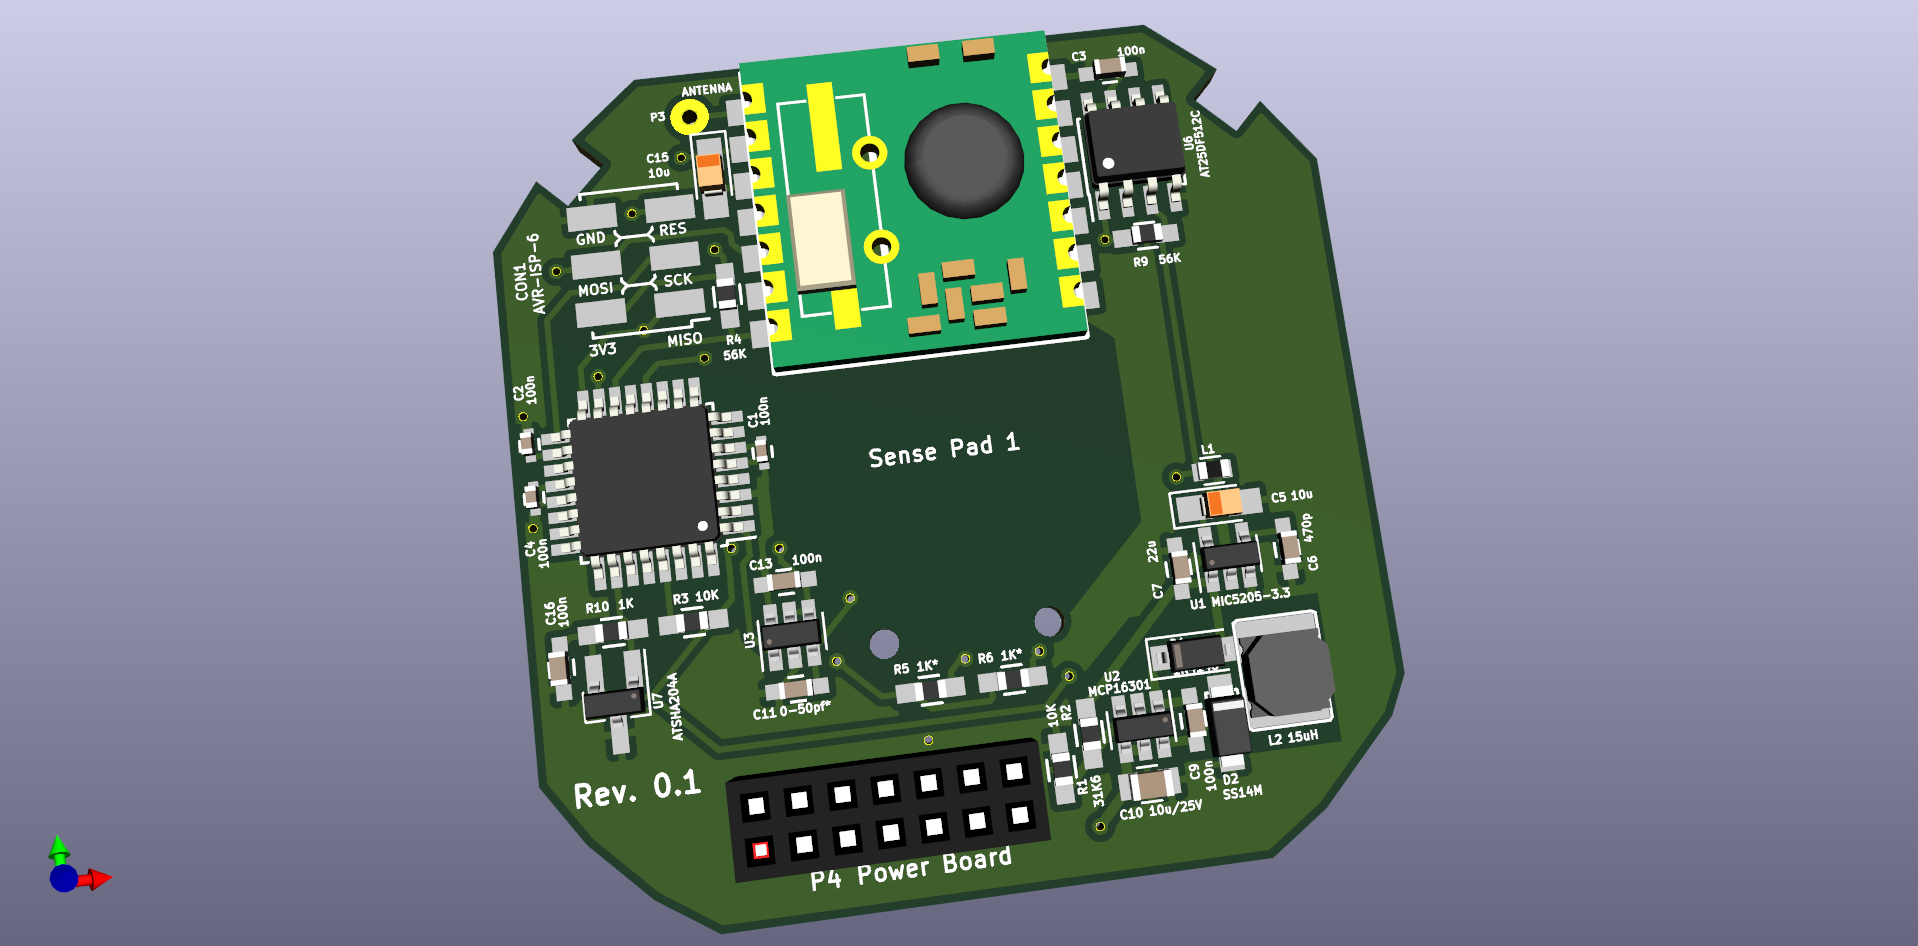 ANTENNA
P3
C15
10u
GND
RES
MOSI
SCK
3V3
MISO
CON1
AVR-ISP-6
R4
56K
C3
100n
U6
AT25DF512C
R9 56K
C2
100n
C1
100n
C4
100n
Sense Pad 1
L1
C5 10u
470p
C6
22u
C7
U1 MIC5205-3.3
C13 100n
U3
C11 0-50pf*
C16
100n
R10 1K
R3 10K
U7
ATSHA204A
R5 1K*
R6 1K*
U2
MCP16301
10K
R2
R1
31K6
C9
100n
D2
SS14M
L2 15uH
C10 10u/25V
Rev. 0.1
P4 Power Board